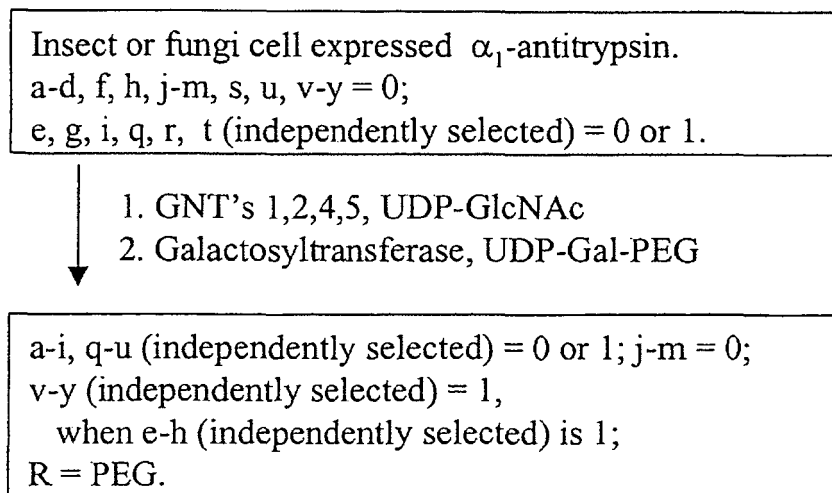 Insect or fungi cell expressed α₁-antitrypsin.
a-d, f, h, j-m, s, u, v-y = 0;
e, g, i, q, r, t (independently selected) = 0 or 1.
1. GNT's 1,2,4,5, UDP-GlcNAc
2. Galactosyltransferase, UDP-Gal-PEG
a-i, q-u (independently selected) = 0 or 1; j-m = 0;
v-y (independently selected) = 1,
when e-h (independently selected) is 1;
R = PEG.